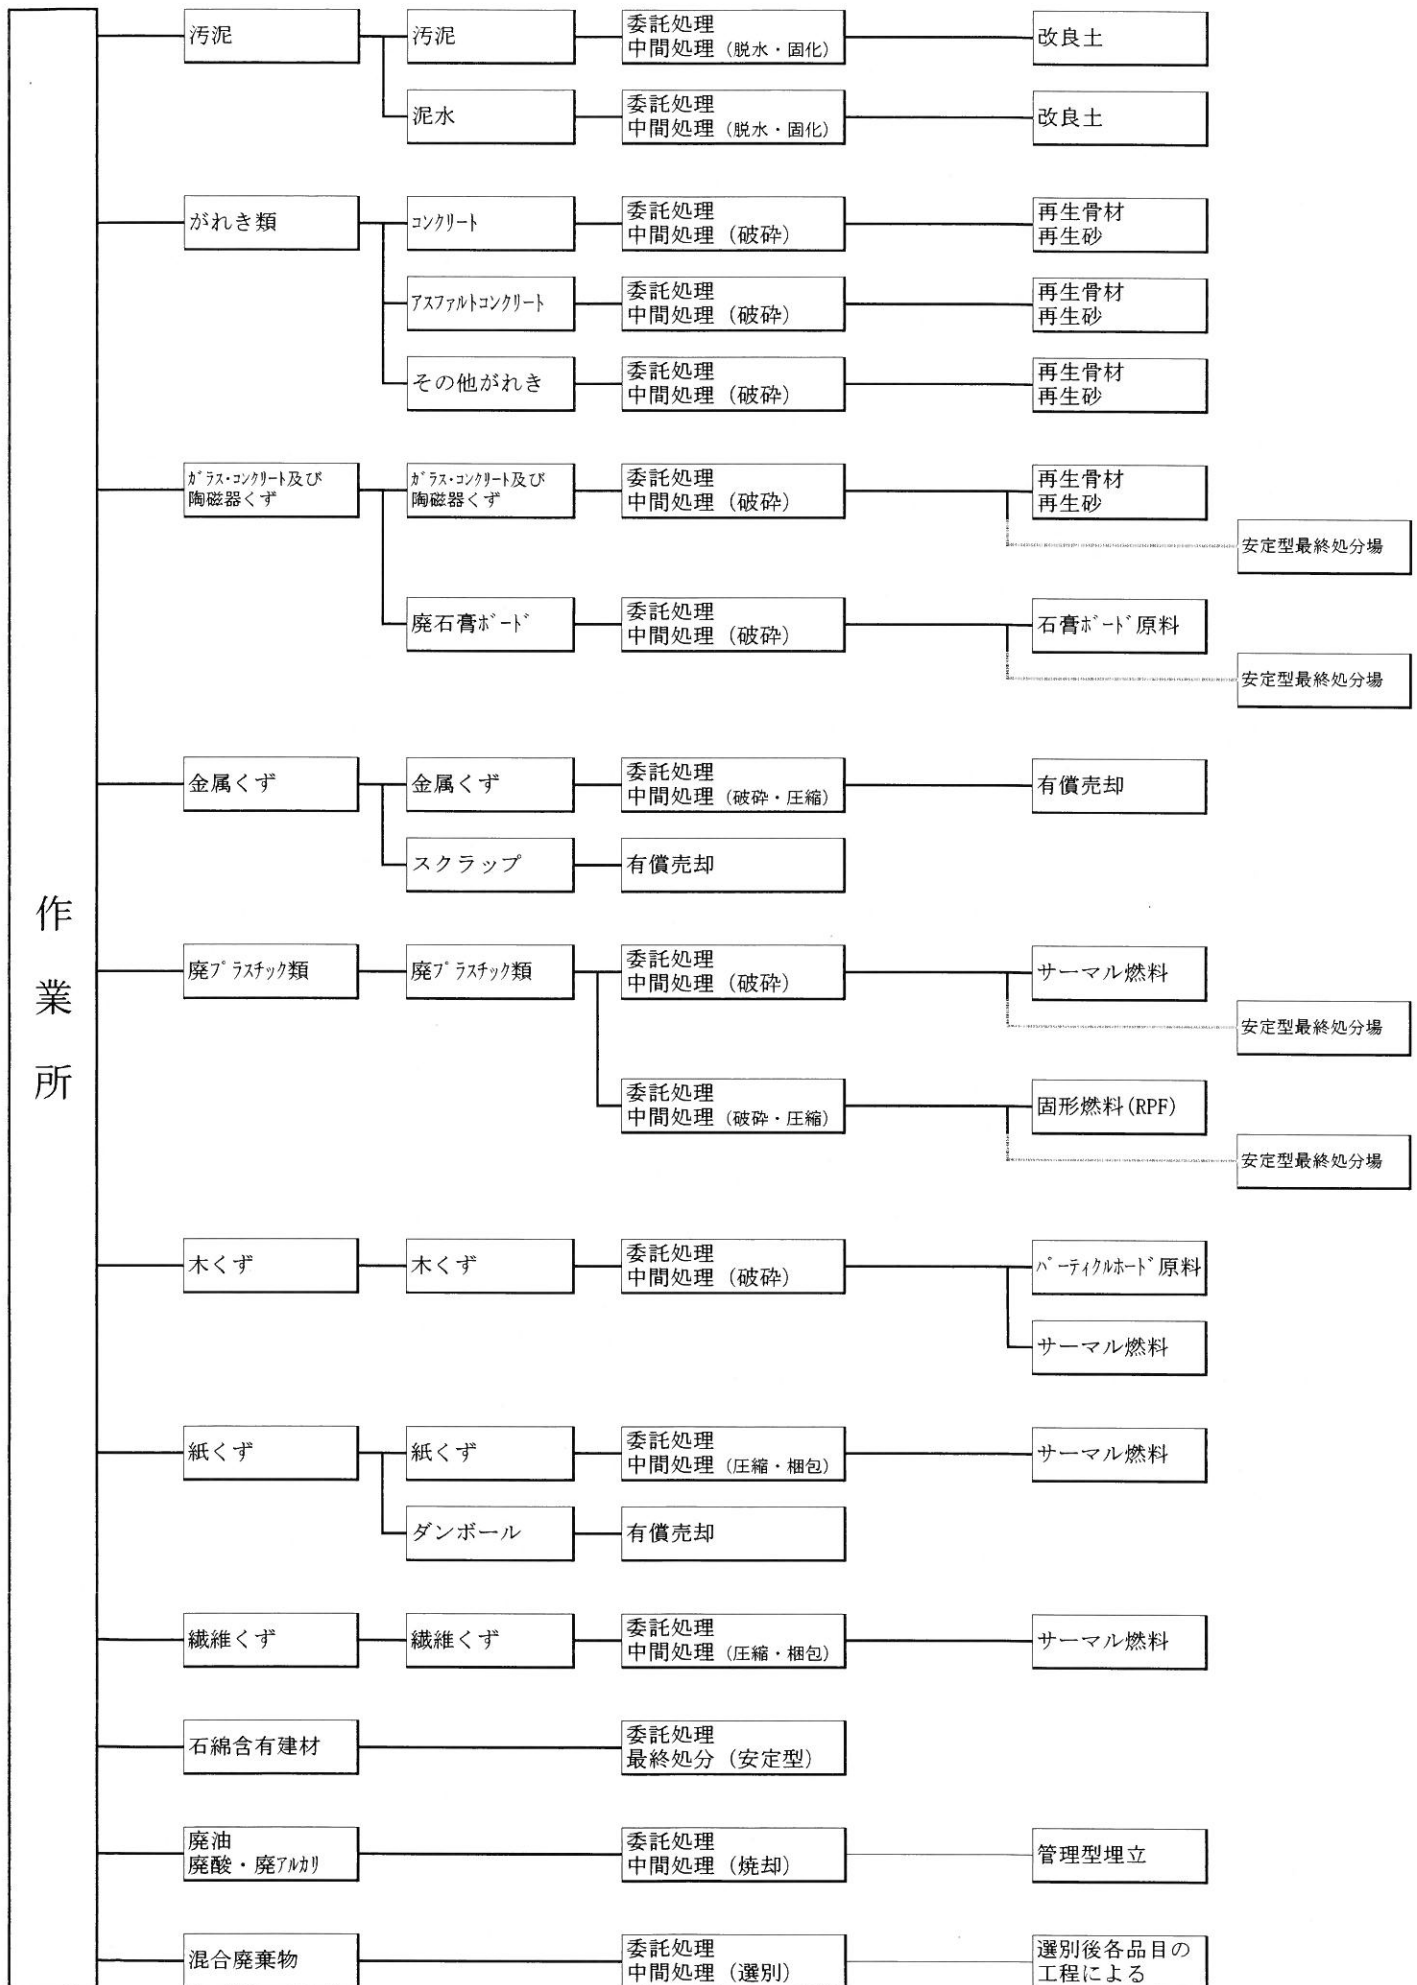 作業所
汚泥
汚泥
委託処理
中間処理（脱水・固化）
改良土
泥水
委託処理
中間処理（脱水・固化）
改良土
がれき類
ｺﾝｸﾘｰﾄ
委託処理
中間処理（破砕）
再生骨材
再生砂
ｱｽﾌｧﾙﾄｺﾝｸﾘｰﾄ
委託処理
中間処理（破砕）
再生骨材
再生砂
その他がれき
委託処理
中間処理（破砕）
再生骨材
再生砂
ｶﾞﾗｽ・ｺﾝｸﾘｰﾄ及び
陶磁器くず
ｶﾞﾗｽ・ｺﾝｸﾘｰﾄ及び
陶磁器くず
委託処理
中間処理（破砕）
再生骨材
再生砂
安定型最終処分場
廃石膏ﾎﾞｰﾄﾞ
委託処理
中間処理（破砕）
石膏ﾎﾞｰﾄﾞ原料
安定型最終処分場
金属くず
金属くず
委託処理
中間処理（破砕・圧縮）
有償売却
スクラップ
有償売却
廃ﾌﾟﾗｽﾁｯｸ類
廃ﾌﾟﾗｽﾁｯｸ類
委託処理
中間処理（破砕）
サーマル燃料
安定型最終処分場
委託処理
中間処理（破砕・圧縮）
固形燃料(RPF)
安定型最終処分場
木くず
木くず
委託処理
中間処理（破砕）
ﾊﾟｰﾃｨｸﾙﾎｰﾄﾞ原料
サーマル燃料
紙くず
紙くず
委託処理
中間処理（圧縮・梱包）
サーマル燃料
ダンボール
有償売却
繊維くず
繊維くず
委託処理
中間処理（圧縮・梱包）
サーマル燃料
石綿含有建材
委託処理
最終処分（安定型）
廃油
廃酸・廃ｱﾙｶﾘ
委託処理
中間処理（焼却）
管理型埋立
混合廃棄物
委託処理
中間処理（選別）
選別後各品目の
工程による